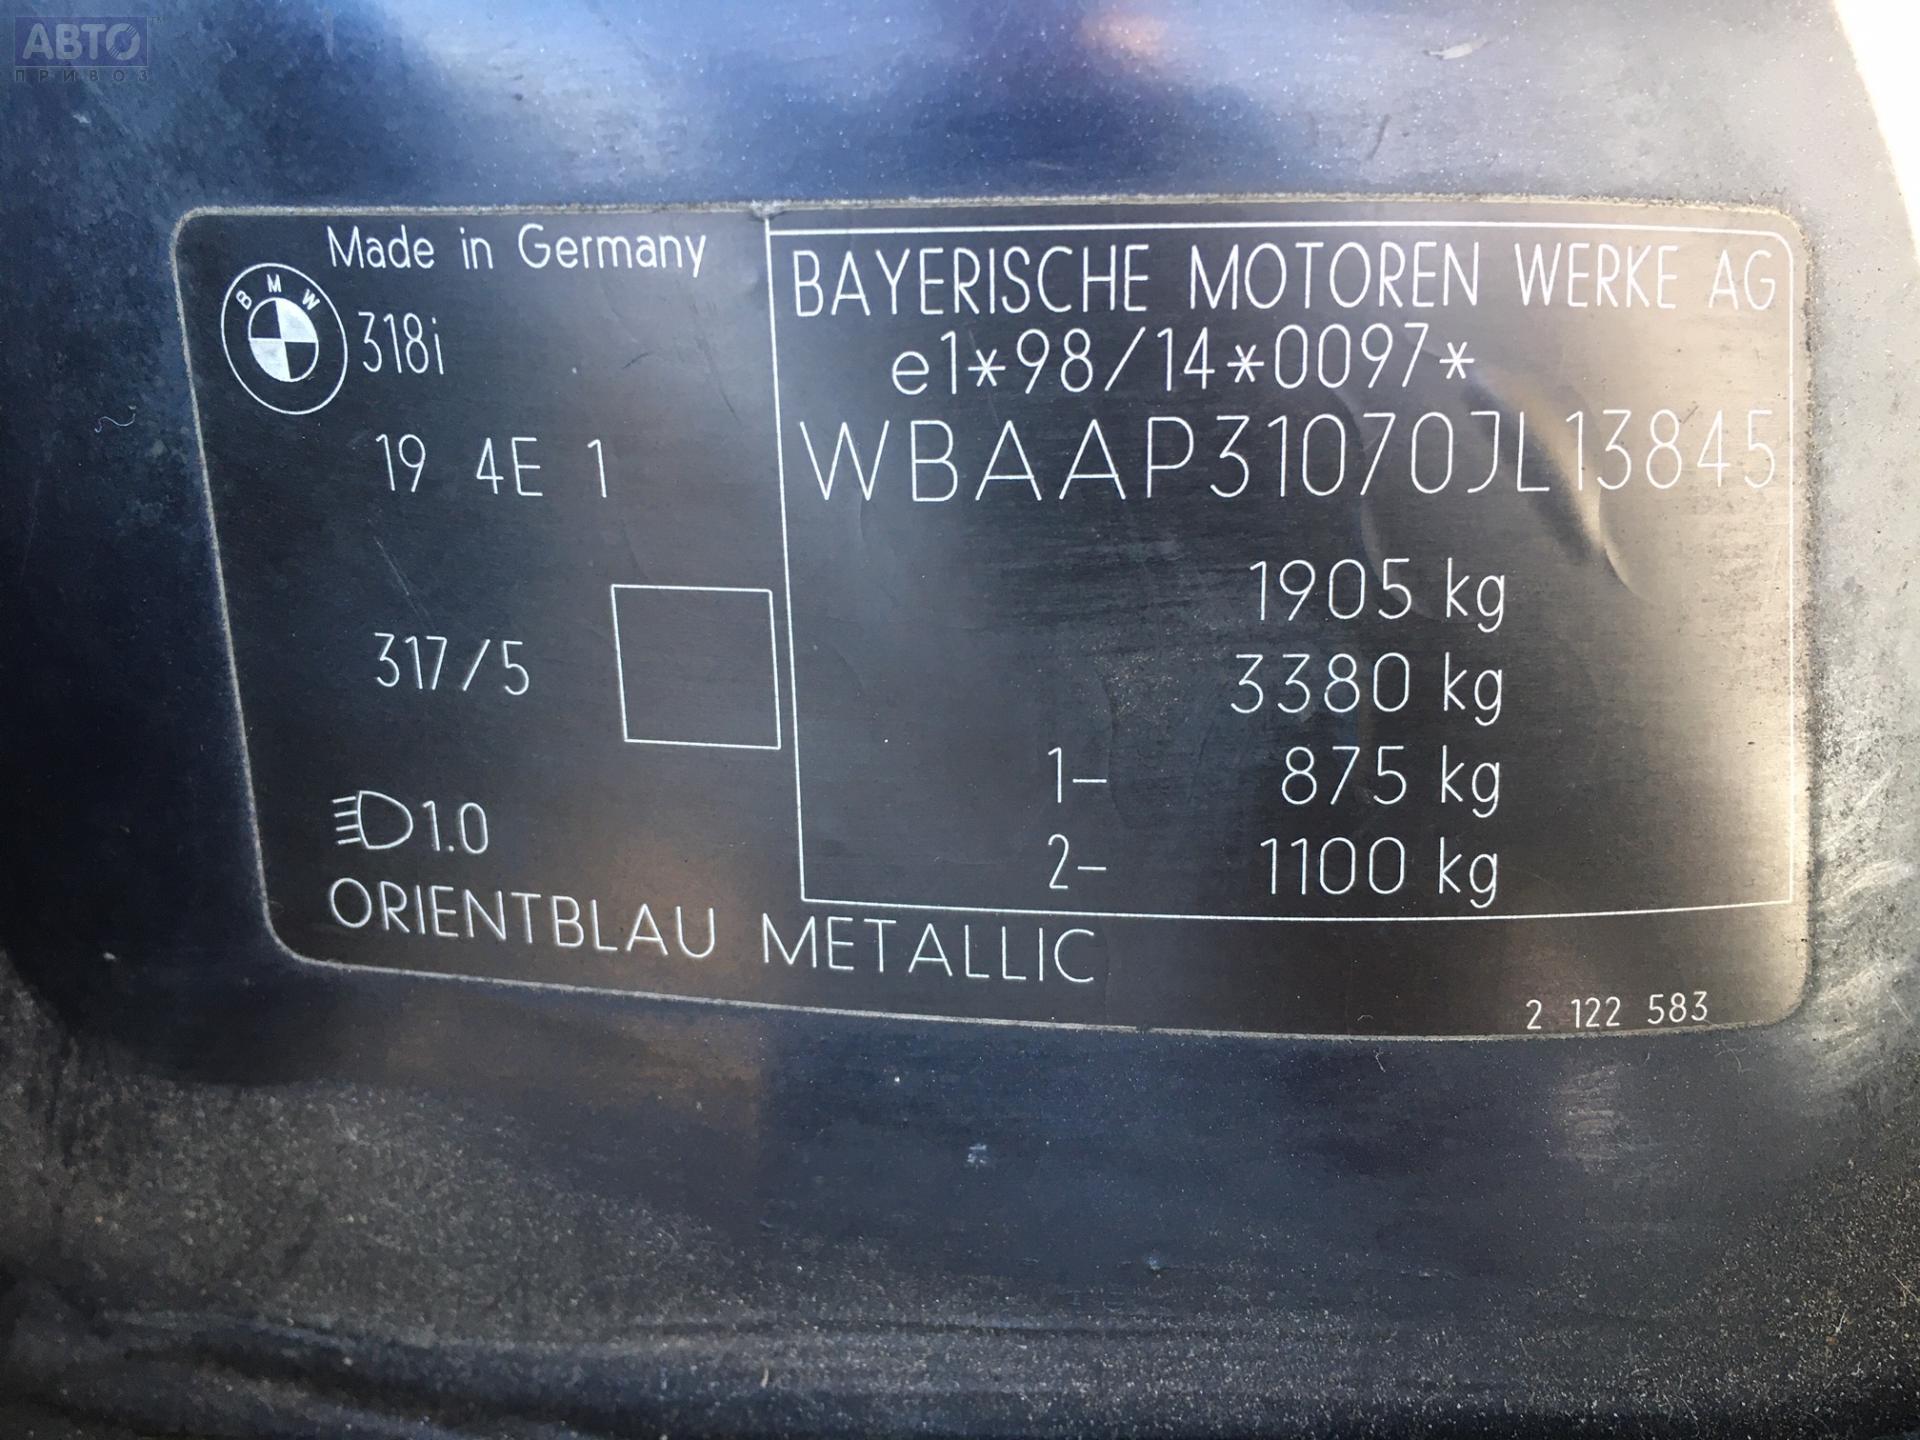 АВТО
ПРИВОЗ
Made in Germany
BMW
318i
19 4E 1
317/5
1.0
ORIENTBLAU METALLIC
BAYERISCHE MOTOREN WERKE AG
e1*98/14*0097*
WBAAP31070JL13845
1905 kg
3380 kg
1- 875 kg
2- 1100 kg
2 122 583